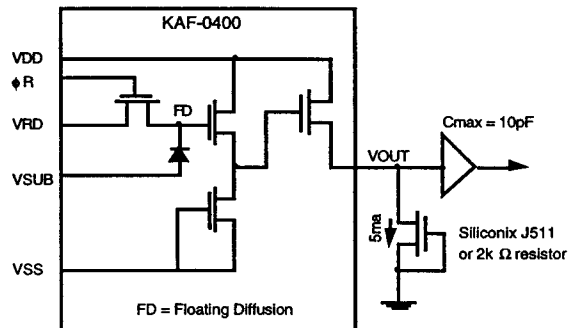 KAF-0400
VDD
ϕR
VRD
FD
VSUB
VSS
FD = Floating Diffusion
VOUT
Cmax = 10pF
5ma
Siliconix J511
or 2k Ω resistor